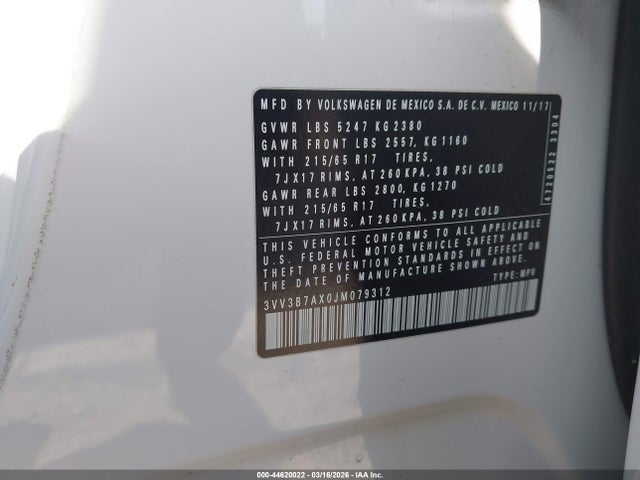 MFD BY VOLKSWAGEN DE MEXICO S.A. DE C.V. MEXICO 11/17
GVWR LBS 5247 KG 2380
GAWR FRONT LBS 2557, KG 1160
WITH 215/65 R17 TIRES,
7JX17 RIMS, AT 260 KPA, 38 PSI COLD
GAWR REAR LBS 2800, KG 1270
WITH 215/65 R17 TIRES,
7JX17 RIMS, AT 260 KPA, 38 PSI COLD
THIS VEHICLE CONFORMS TO ALL APPLICABLE
U.S. FEDERAL MOTOR VEHICLE SAFETY AND
THEFT PREVENTION STANDARDS IN EFFECT ON
THE DATE OF MANUFACTURE SHOWN ABOVE.
TYPE: MPV
3VV3B7AX0JM079312
4720522 3304
000-44620022 | 03/16/2026 | IAA Inc.